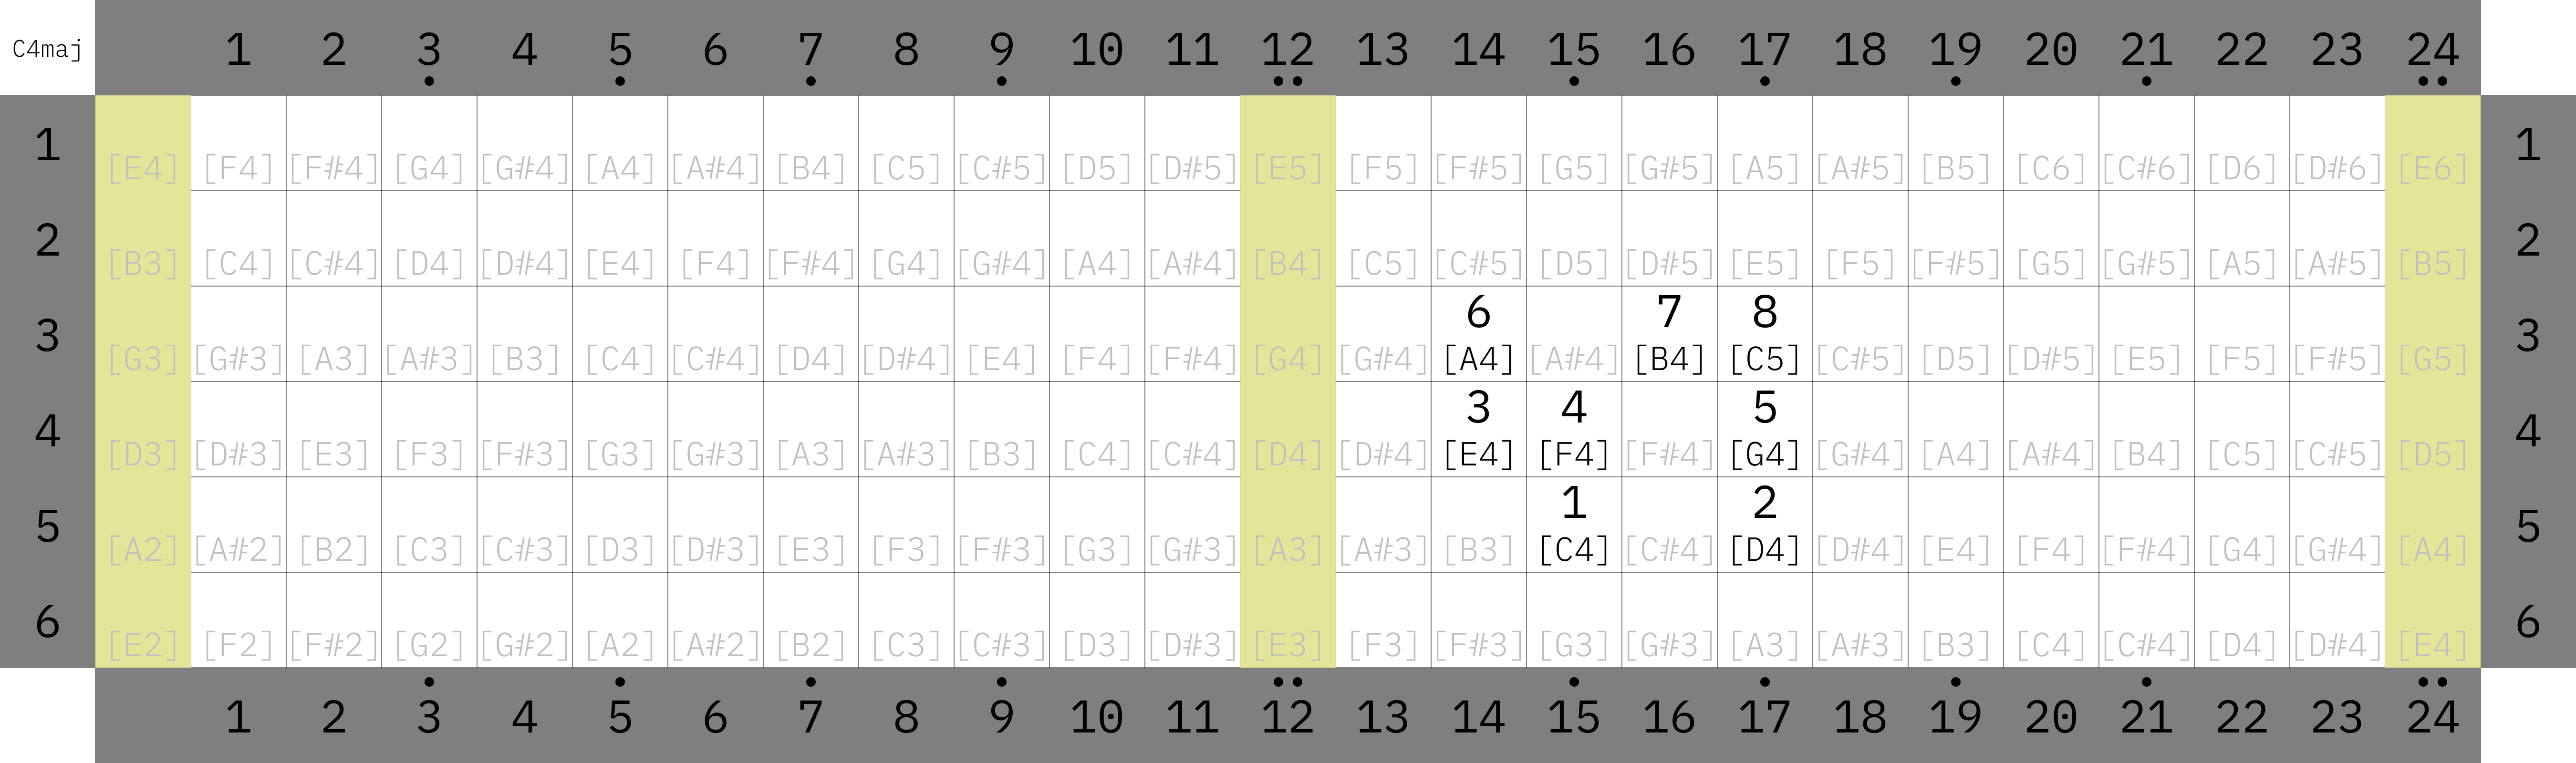 C4maj 1 2 3 4 5 6 7 8 9 10 11 12 13 14 15 16 17 18 19 20 21 22 23 24
1 [E4] [F4] [F#4] [G4] [G#4] [A4] [A#4] [B4] [C5] [C#5] [D5] [D#5] [E5] [F5] [F#5] [G5] [G#5] [A5] [A#5] [B5] [C6] [C#6] [D6] [D#6] [E6] 1
2 [B3] [C4] [C#4] [D4] [D#4] [E4] [F4] [F#4] [G4] [G#4] [A4] [A#4] [B4] [C5] [C#5] [D5] [D#5] [E5] [F5] [F#5] [G5] [G#5] [A5] [A#5] [B5] 2
6 7 8
3 [G3] [G#3] [A3] [A#3] [B3] [C4] [C#4] [D4] [D#4] [E4] [F4] [F#4] [G4] [G#4] [A4] [A#4] [B4] [C5] [C#5] [D5] [D#5] [E5] [F5] [F#5] [G5] 3
3 4 5
4 [D3] [D#3] [E3] [F3] [F#3] [G3] [G#3] [A3] [A#3] [B3] [C4] [C#4] [D4] [D#4] [E4] [F4] [F#4] [G4] [G#4] [A4] [A#4] [B4] [C5] [C#5] [D5] 4
1 2
5 [A2] [A#2] [B2] [C3] [C#3] [D3] [D#3] [E3] [F3] [F#3] [G3] [G#3] [A3] [A#3] [B3] [C4] [C#4] [D4] [D#4] [E4] [F4] [F#4] [G4] [G#4] [A4] 5
6 [E2] [F2] [F#2] [G2] [G#2] [A2] [A#2] [B2] [C3] [C#3] [D3] [D#3] [E3] [F3] [F#3] [G3] [G#3] [A3] [A#3] [B3] [C4] [C#4] [D4] [D#4] [E4] 6
1 2 3 4 5 6 7 8 9 10 11 12 13 14 15 16 17 18 19 20 21 22 23 24